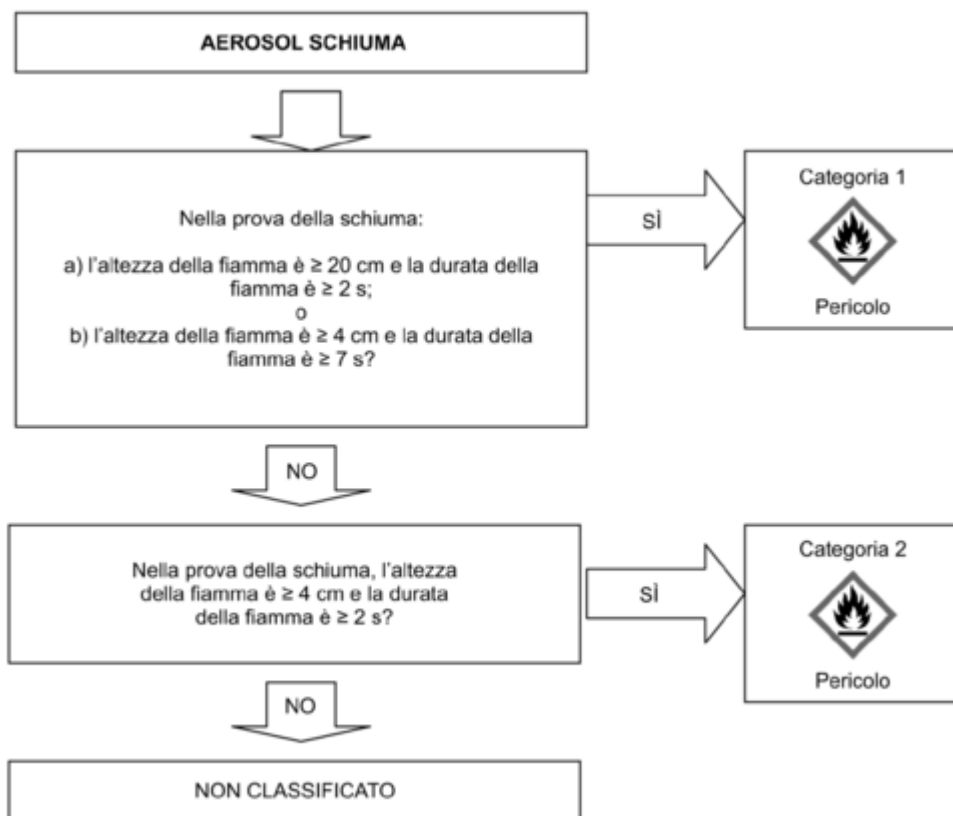 AEROSOL SCHIUMA
Nella prova della schiuma:
a) l'altezza della fiamma è ≥ 20 cm e la durata della
fiamma è ≥ 2 s;
o
b) l'altezza della fiamma è ≥ 4 cm e la durata della
fiamma è ≥ 7 s?
SÌ
Categoria 1
Pericolo
NO
Nella prova della schiuma, l'altezza
della fiamma è ≥ 4 cm e la durata
della fiamma è ≥ 2 s?
SÌ
Categoria 2
Pericolo
NO
NON CLASSIFICATO